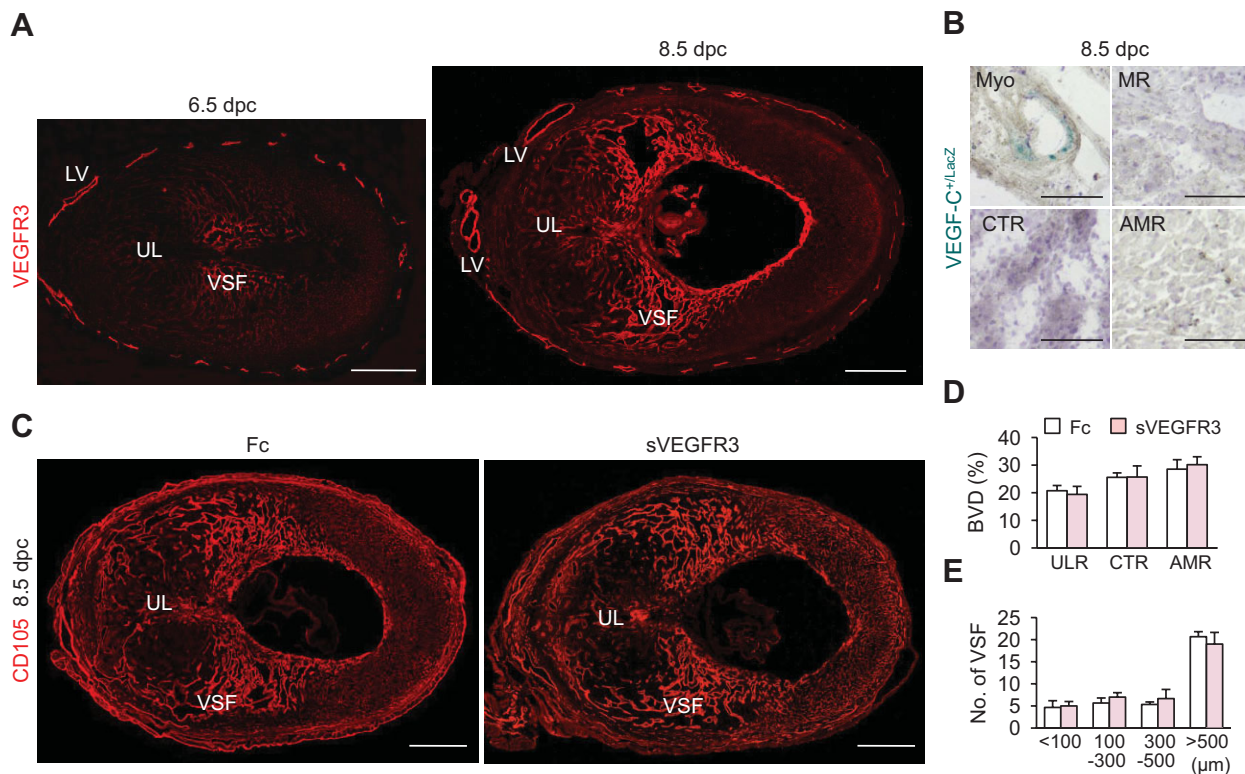 A
6.5 dpc
8.5 dpc
VEGFR3
LV
UL
VSF
LV
UL
LV
VSF
B
8.5 dpc
VEGF-C+/LacZ
Myo
MR
CTR
AMR
C
Fc
sVEGFR3
CD105 8.5 dpc
UL
VSF
UL
VSF
D
Fc sVEGFR3
BVD (%)
40
30
20
10
0
ULR CTR AMR
E
No. of VSF
25
20
15
10
5
0
<100 100 300 >500
-300 -500 (μm)